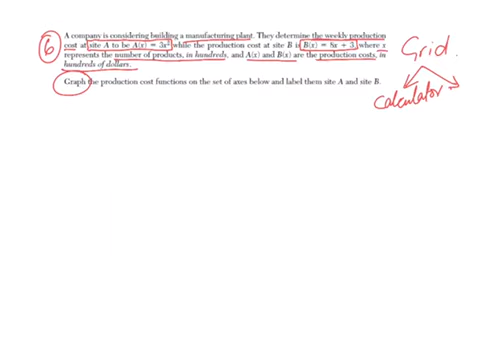 6
A company is considering building a manufacturing plant. They determine the weekly production
cost at site A to be A(x) = 3x² while the production cost at site B is B(x) = 8x + 3, where x
represents the number of products, in hundreds, and A(x) and B(x) are the production costs, in
hundreds of dollars.
Graph the production cost functions on the set of axes below and label them site A and site B.
Grid.
Calculator